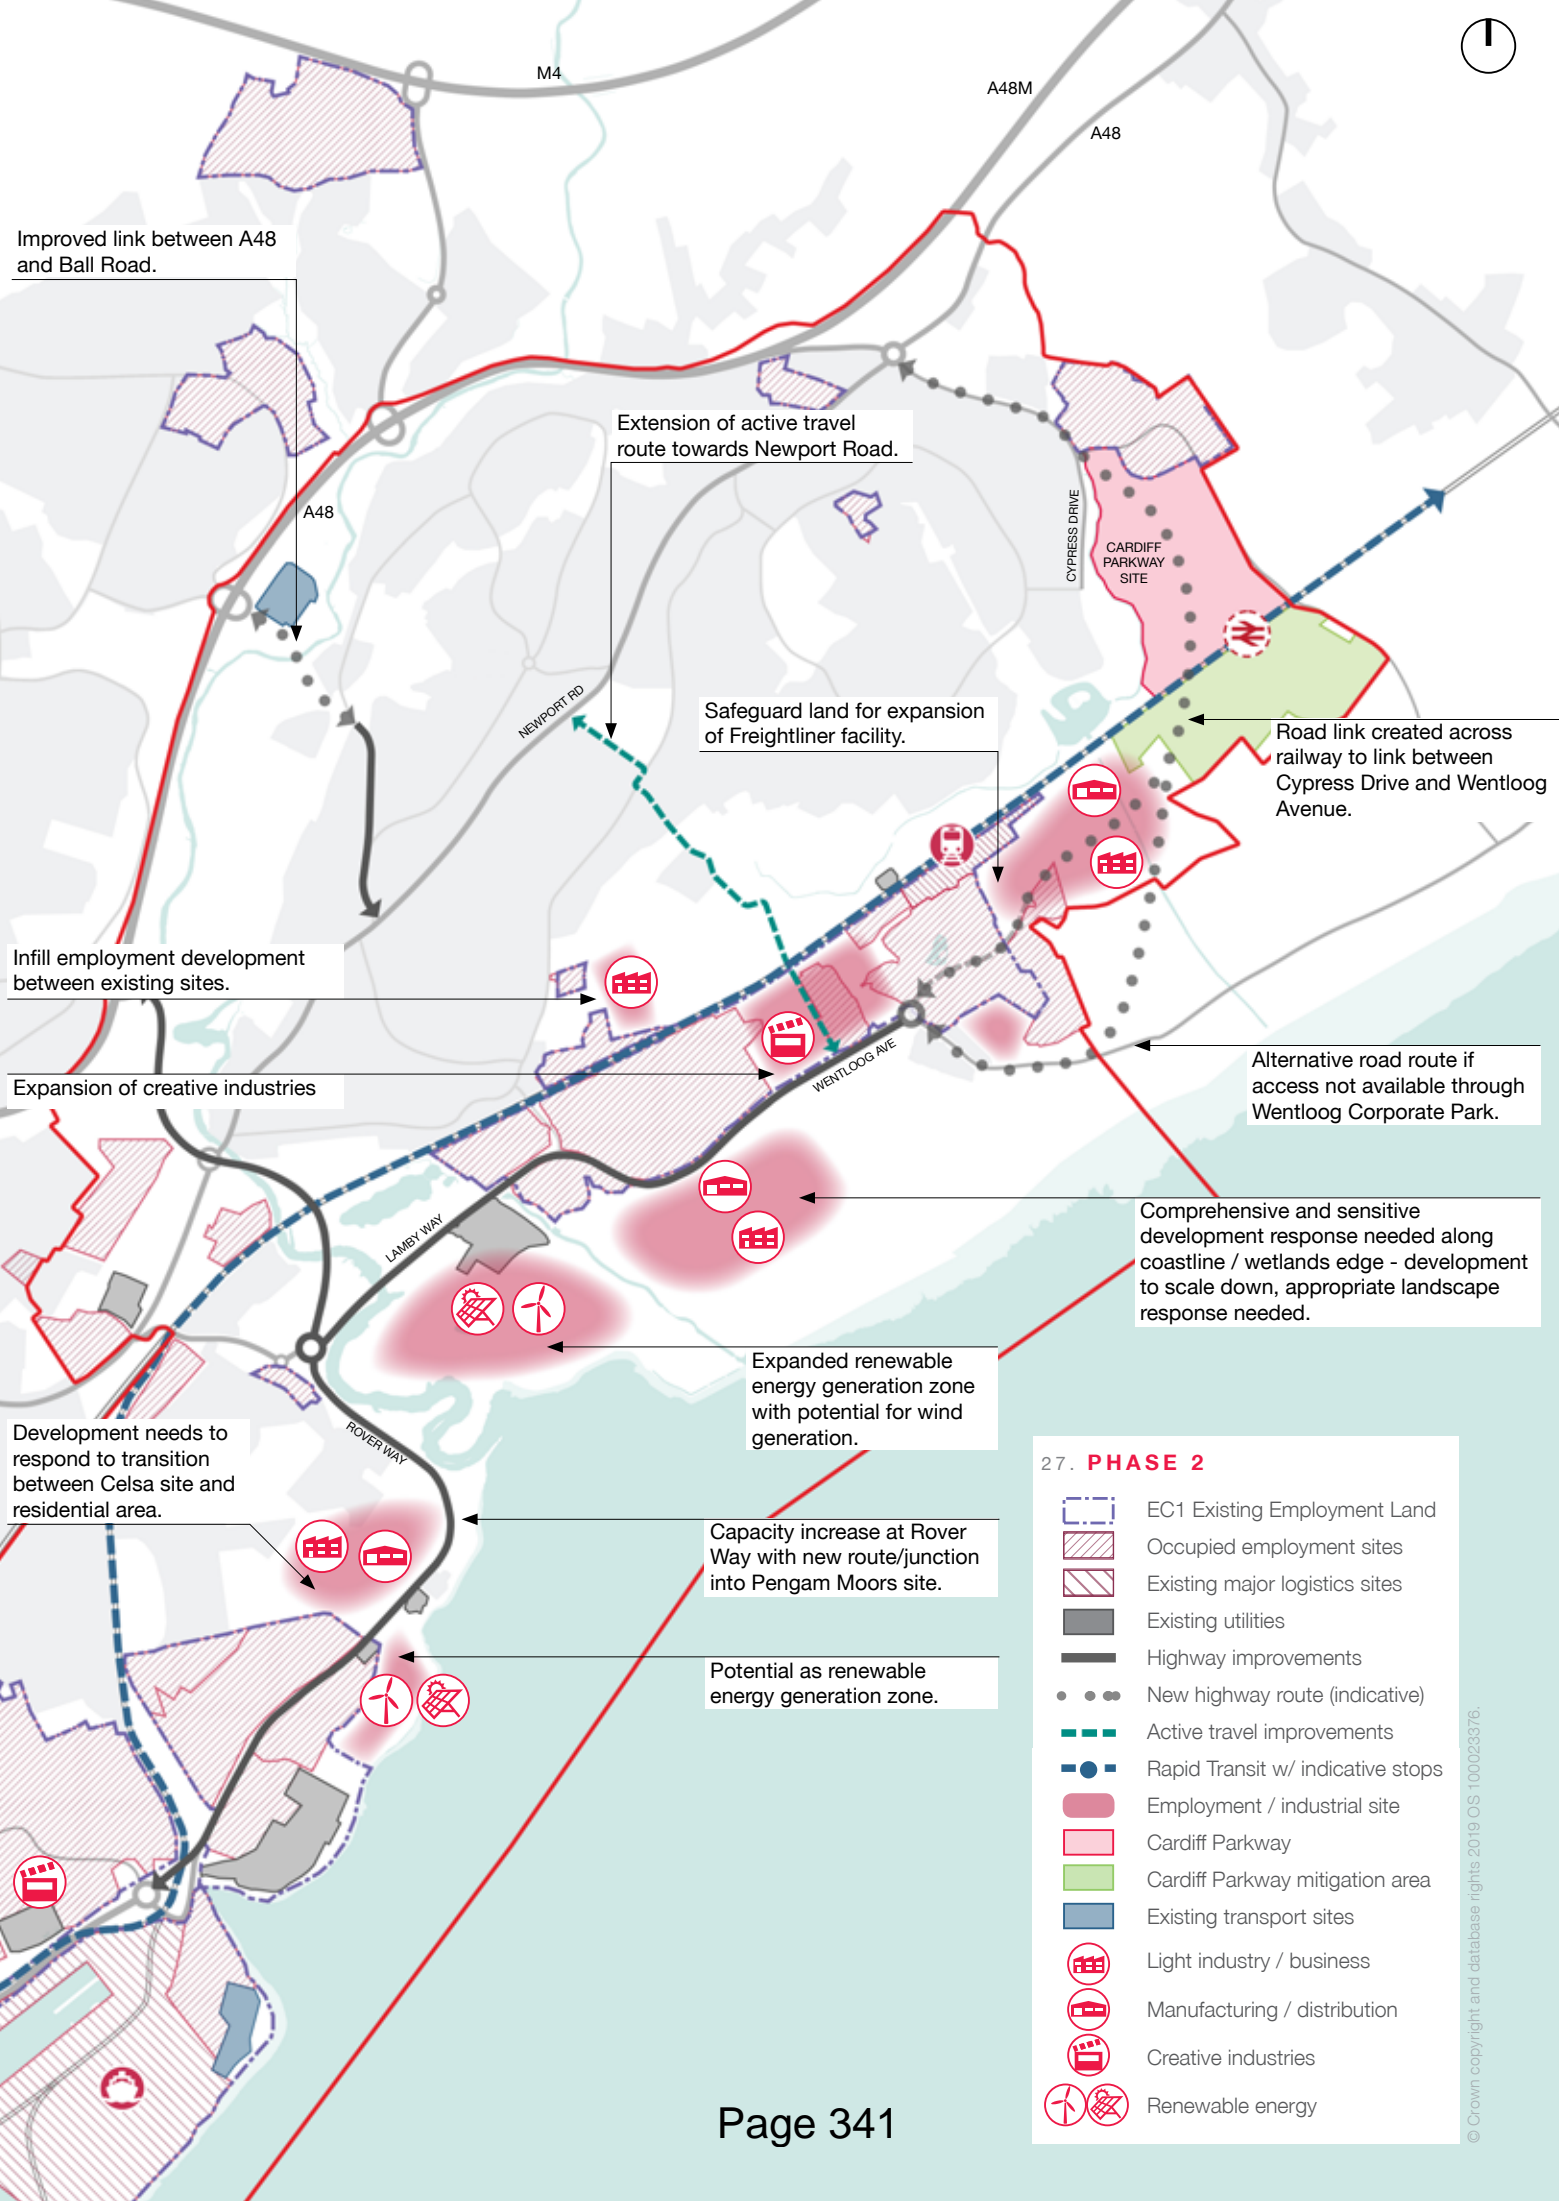 M4
A48M
A48
Improved link between A48
and Ball Road.
Extension of active travel
route towards Newport Road.
A48
CYPRESS DRIVE
CARDIFF
PARKWAY
SITE
NEWPORT RD
Safeguard land for expansion
of Freightliner facility.
Road link created across
railway to link between
Cypress Drive and Wentloog
Avenue.
Infill employment development
between existing sites.
Expansion of creative industries
WENTLOOG AVE
Alternative road route if
access not available through
Wentloog Corporate Park.
LAMBY WAY
Comprehensive and sensitive
development response needed along
coastline / wetlands edge - development
to scale down, appropriate landscape
response needed.
Expanded renewable
energy generation zone
with potential for wind
generation.
Development needs to
respond to transition
between Celsa site and
residential area.
ROVER WAY
Capacity increase at Rover
Way with new route/junction
into Pengam Moors site.
Potential as renewable
energy generation zone.
27. PHASE 2
EC1 Existing Employment Land
Occupied employment sites
Existing major logistics sites
Existing utilities
Highway improvements
New highway route (indicative)
Active travel improvements
Rapid Transit w/ indicative stops
Employment / industrial site
Cardiff Parkway
Cardiff Parkway mitigation area
Existing transport sites
Light industry / business
Manufacturing / distribution
Creative industries
Renewable energy
© Crown copyright and database rights 2019 OS 100023376.
Page 341